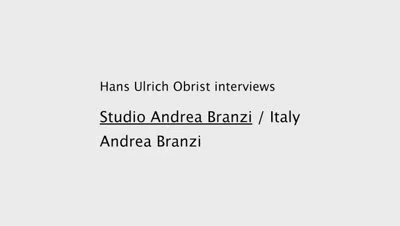 Hans Ulrich Obrist interviews
Studio Andrea Branzi / Italy
Andrea Branzi